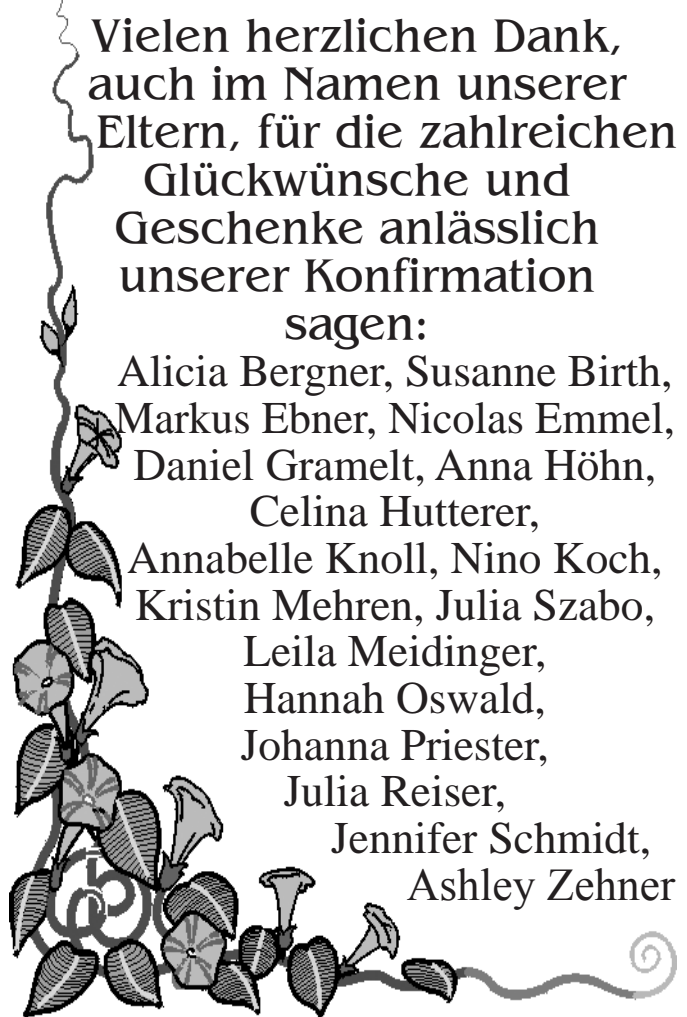 Vielen herzlichen Dank,
auch im Namen unserer
Eltern, für die zahlreichen
Glückwünsche und
Geschenke anlässlich
unserer Konfirmation
sagen:
Alicia Bergner, Susanne Birth,
Markus Ebner, Nicolas Emmel,
Daniel Gramelt, Anna Höhn,
Celina Hutterer,
Annabelle Knoll, Nino Koch,
Kristin Mehren, Julia Szabo,
Leila Meidinger,
Hannah Oswald,
Johanna Priester,
Julia Reiser,
Jennifer Schmidt,
Ashley Zehner